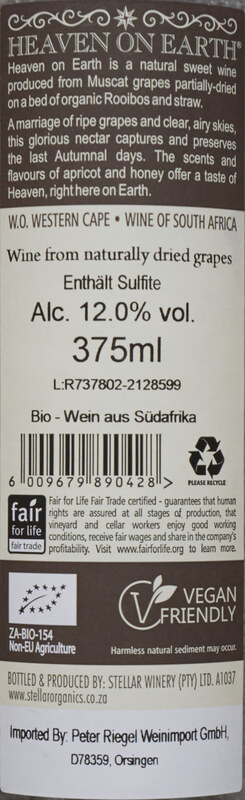 HEAVEN ON EARTH®
Heaven on Earth is a natural sweet wine
produced from Muscat grapes partially-dried
on a bed of organic Rooibos and straw.
A marriage of ripe grapes and clear, airy skies,
this glorious nectar captures and preserves
the last Autumnal days. The scents and
flavours of apricot and honey offer a taste of
Heaven, right here on Earth.
W.O. WESTERN CAPE • WINE OF SOUTH AFRICA
Wine from naturally dried grapes
Enthält Sulfite
Alc. 12.0% vol.
375ml
L:R737802-2128599
Bio - Wein aus Südafrika
6 009679 890428 >
PLEASE RECYCLE
fair
for life
fair trade
Fair for Life Fair Trade certified - guarantees that human
rights are assured at all stages of production, that
vineyard and cellar workers enjoy good working
conditions, receive fair wages and share in the company's
profitability. Visit www.fairforlife.org to learn more.
ZA-BIO-154
Non-EU Agriculture
V VEGAN
FRIENDLY
Harmless natural sediment may occur.
BOTTLED & PRODUCED BY: STELLAR WINERY (PTY) LTD. A1037
www.stellarorganics.co.za
Imported By: Peter Riegel Weinimport GmbH,
D78359, Orsingen